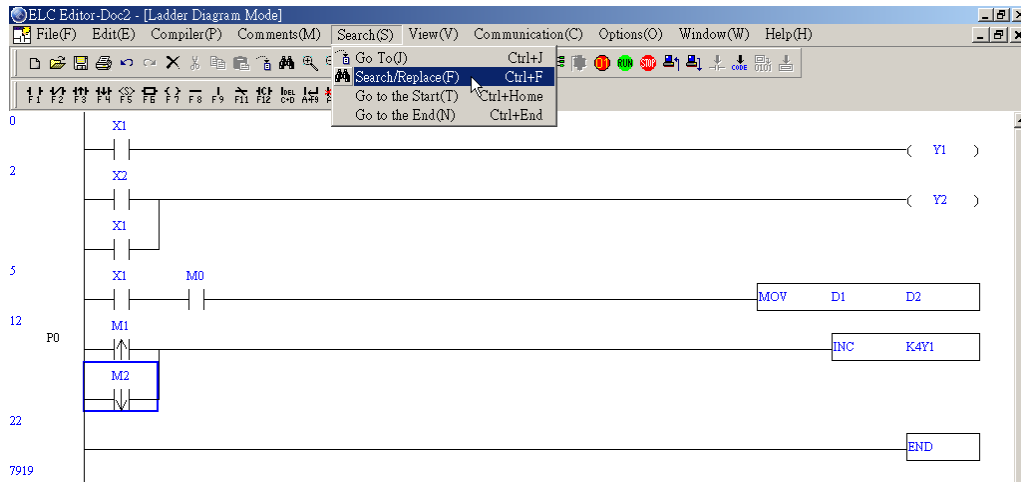 ELC Editor-Doc2 - [Ladder Diagram Mode]
File(F) Edit(E) Compiler(P) Comments(M) Search(S) View(V) Communication(C) Options(O) Window(W) Help(H)
Go To(J) Ctrl+J
Search/Replace(F) Ctrl+F
Go to the Start(T) Ctrl+Home
Go to the End(N) Ctrl+End
RUN STOP CODE
F1 F2 F3 F4 F5 F6 F7 F8 F9 F11 F12
0
X1
( Y1 )
2
X2
( Y2 )
X1
5
X1 M0
MOV D1 D2
12
M1
P0
INC K4Y1
M2
22
END
7919